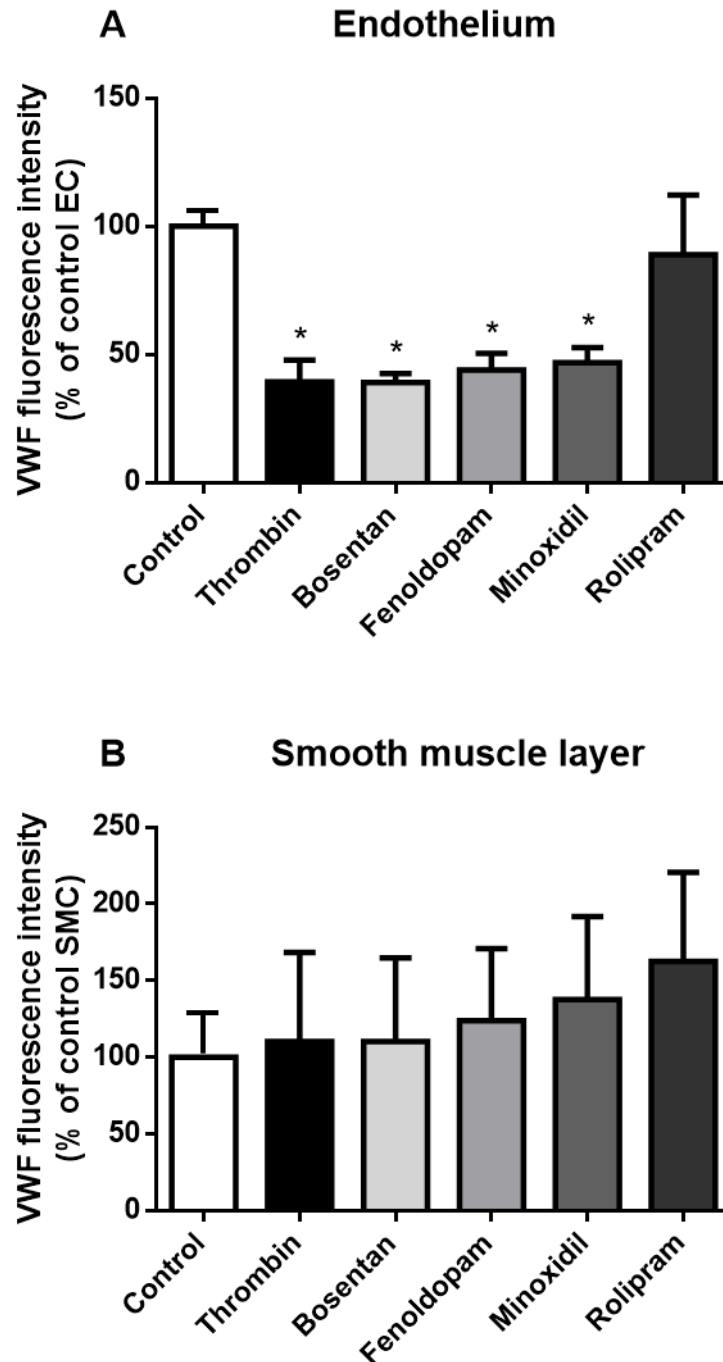 A Endothelium
VWF fluorescence intensity
(% of control EC)
150
100
50
0
*
*
*
*
Control
Thrombin
Bosentan
Fenoldopam
Minoxidil
Rolipram
B Smooth muscle layer
VWF fluorescence intensity
(% of control SMC)
250
200
150
100
50
0
Control
Thrombin
Bosentan
Fenoldopam
Minoxidil
Rolipram